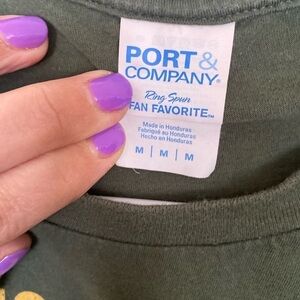 PORT &
COMPANY®
Ring Spun
FAN FAVORITE™
Made in Honduras
Fabriqué au Honduras
Hecho en Honduras
M | M | M